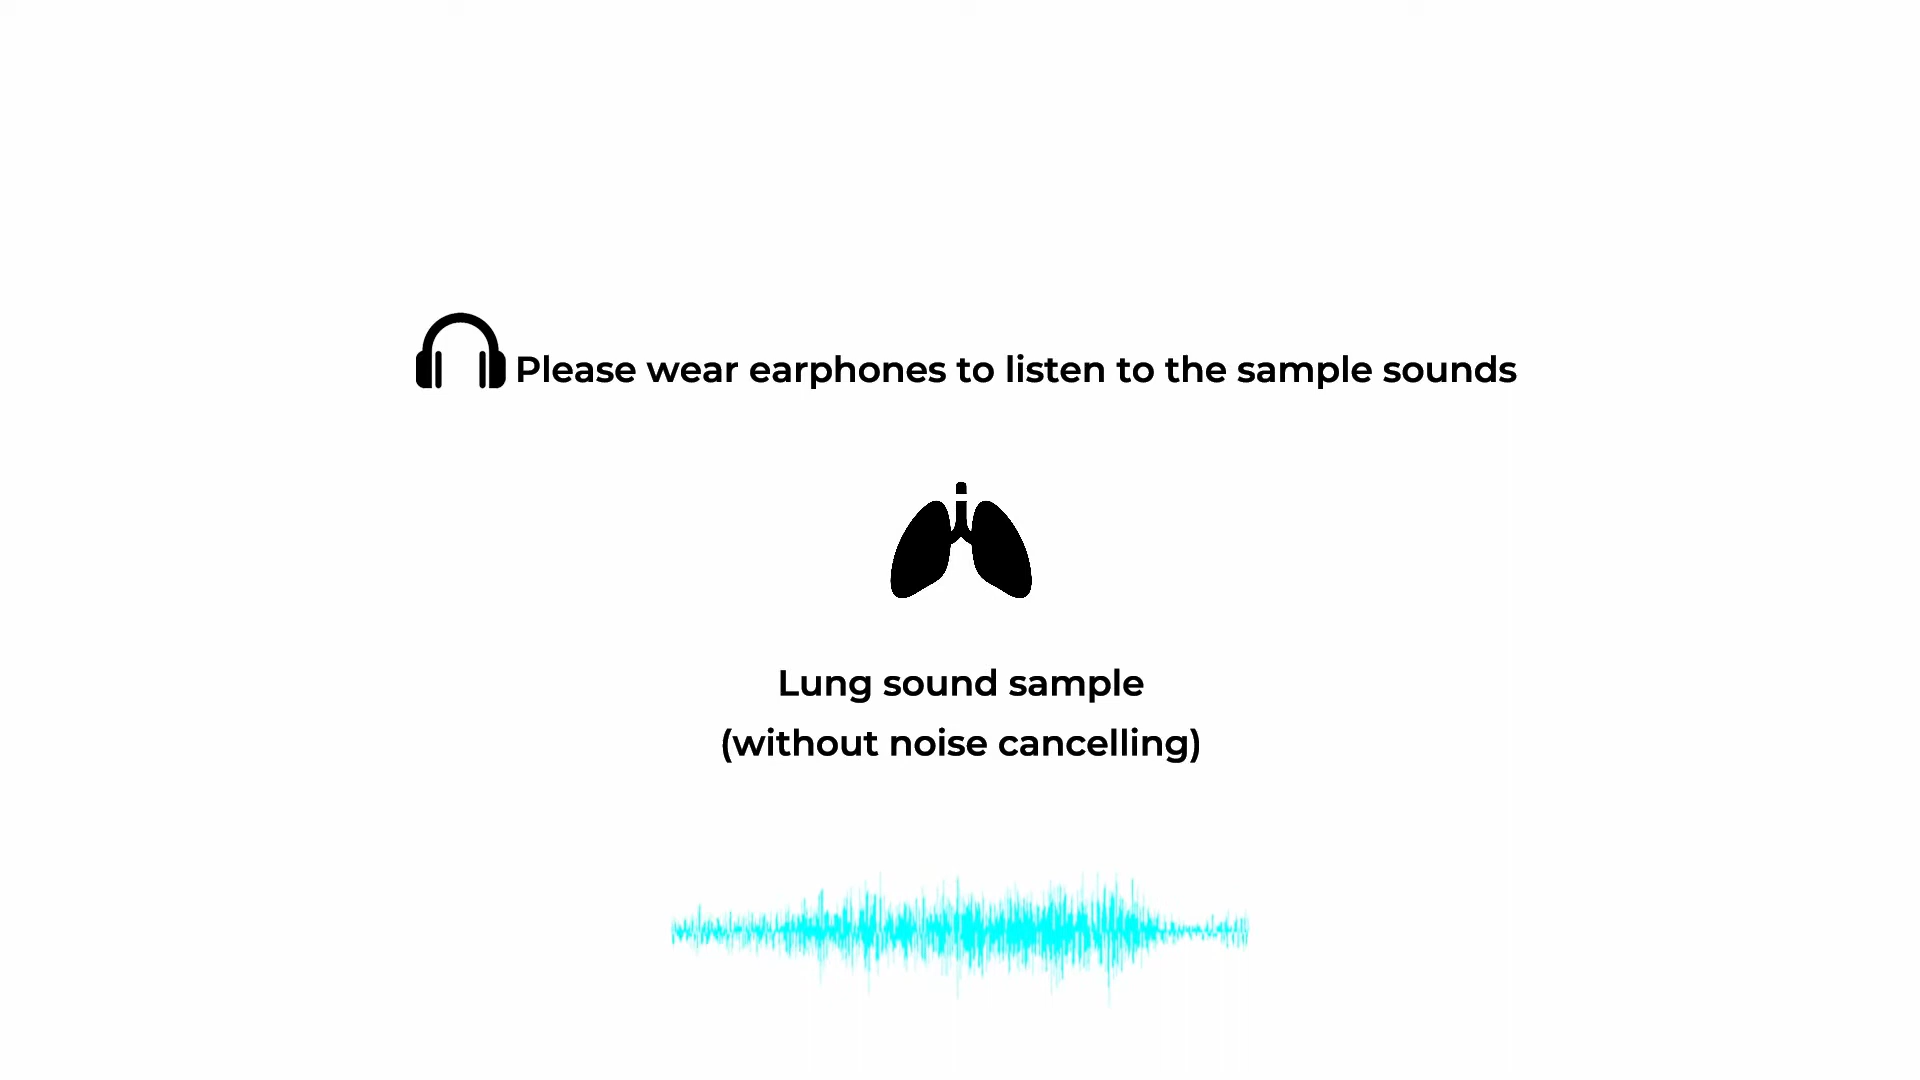 Please wear earphones to listen to the sample sounds
Lung sound sample
(without noise cancelling)